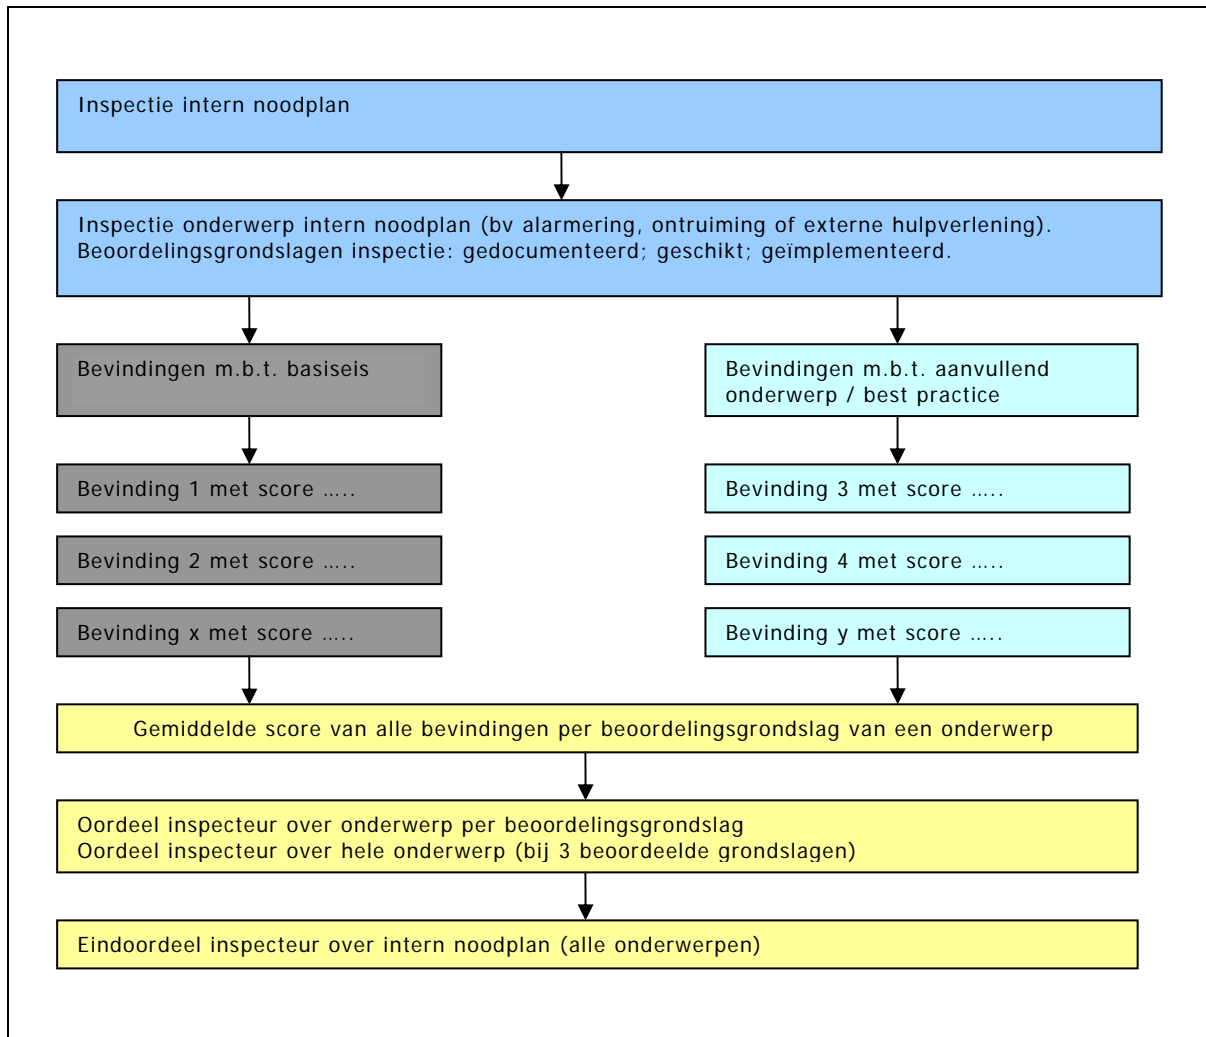 Inspectie intern noodplan
Inspectie onderwerp intern noodplan (bv alarmering, ontruiming of externe hulpverlening).
Beoordelingsgrondslagen inspectie: gedocumenteerd; geschikt; geïmplementeerd.
Bevindingen m.b.t. basiseis
Bevinding 1 met score .....
Bevinding 2 met score .....
Bevinding x met score .....
Bevindingen m.b.t. aanvullend
onderwerp / best practice
Bevinding 3 met score .....
Bevinding 4 met score .....
Bevinding y met score .....
Gemiddelde score van alle bevindingen per beoordelingsgrondslag van een onderwerp
Oordeel inspecteur over onderwerp per beoordelingsgrondslag
Oordeel inspecteur over hele onderwerp (bij 3 beoordeelde grondslagen)
Eindoordeel inspecteur over intern noodplan (alle onderwerpen)